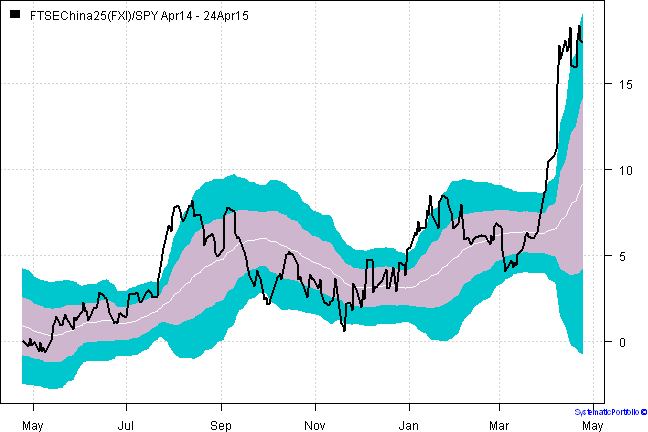 FTSEChina25(FXI)/SPY Apr14 - 24Apr15
15
10
5
0
SystematicPortfolio ©
May Jul Sep Nov Jan Mar May